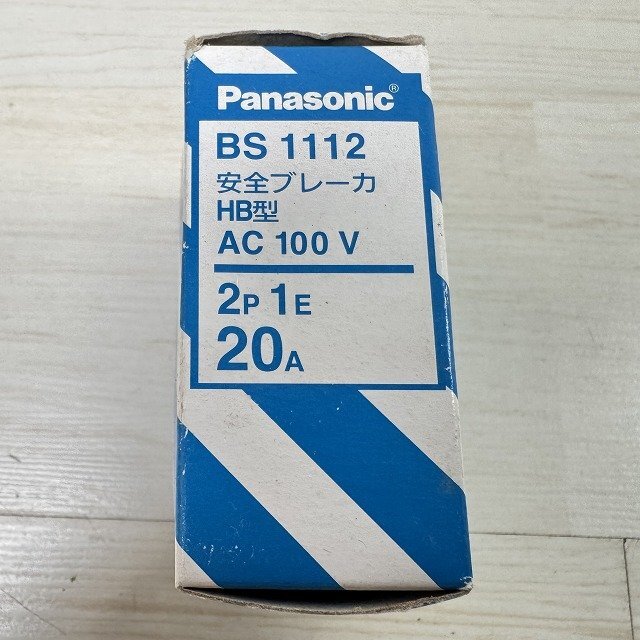 Panasonic®
BS 1112
安全ブレーカ
HB型
AC 100 V
2P 1E
20A